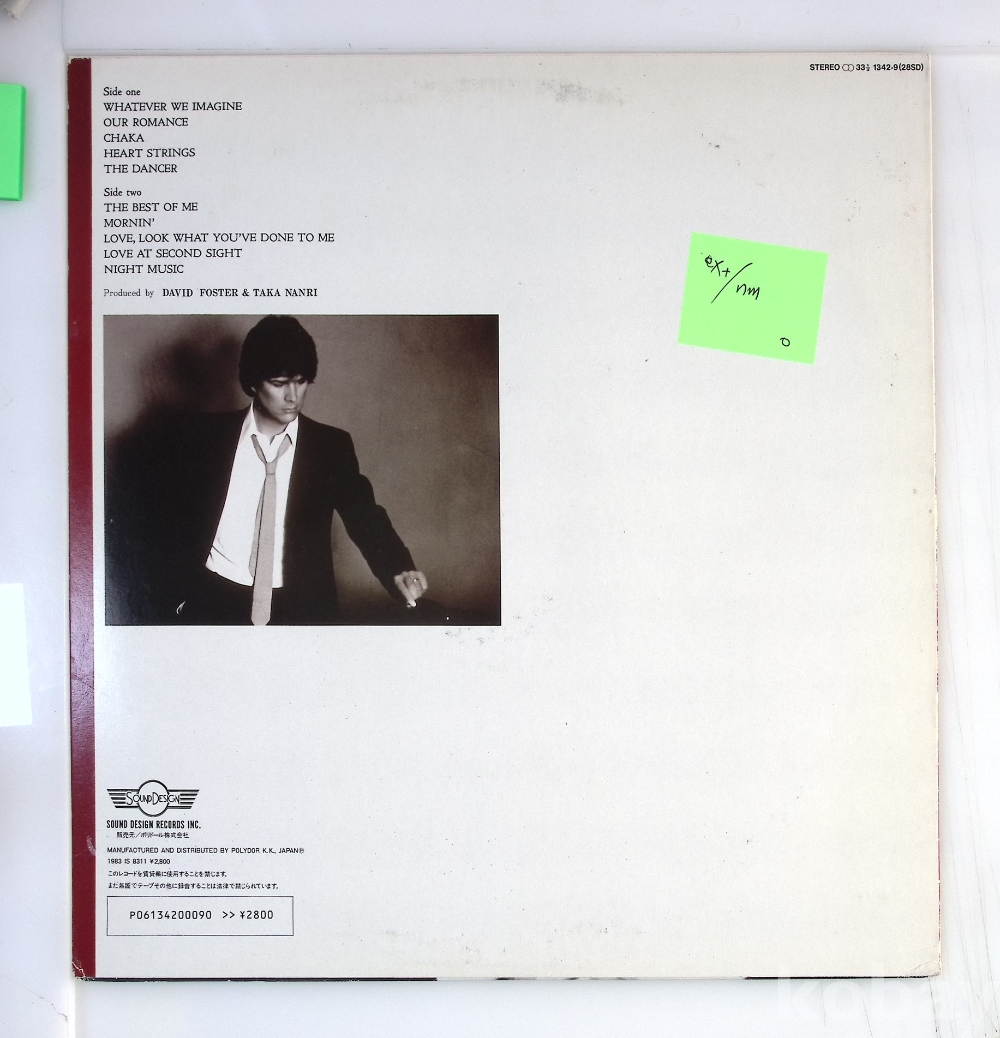 STEREO 33⅓ 1342-9(28SD)
Side one
WHATEVER WE IMAGINE
OUR ROMANCE
CHAKA
HEART STRINGS
THE DANCER
Side two
THE BEST OF ME
MORNIN'
LOVE, LOOK WHAT YOU'VE DONE TO ME
LOVE AT SECOND SIGHT
NIGHT MUSIC
Produced by DAVID FOSTER & TAKA NANRI
ex+/nm
0
SOUND DESIGN
SOUND DESIGN RECORDS INC.
販売元/ポリドール株式会社
MANUFACTURED AND DISTRIBUTED BY POLYDOR K.K., JAPAN℗
1983 IS 8311 ¥2,800
このレコードを賃貸業に使用することを禁じます。
また無断でテープその他に録音することは法律で禁じられています。
P06134200090 >> ¥2800
koba